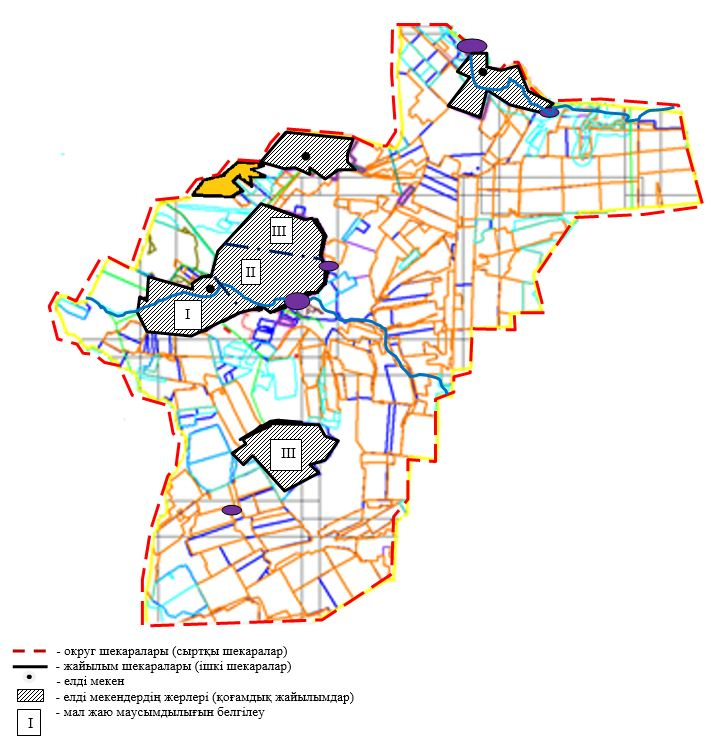 III
II
I
III
- округ шекаралары (сыртқы шекаралар)
- жайылым шекаралары (ішкі шекаралар)
- елді мекен
- елді мекендердің жерлері (қоғамдық жайылымдар)
I - мал жаю маусымдылығын белгілеу